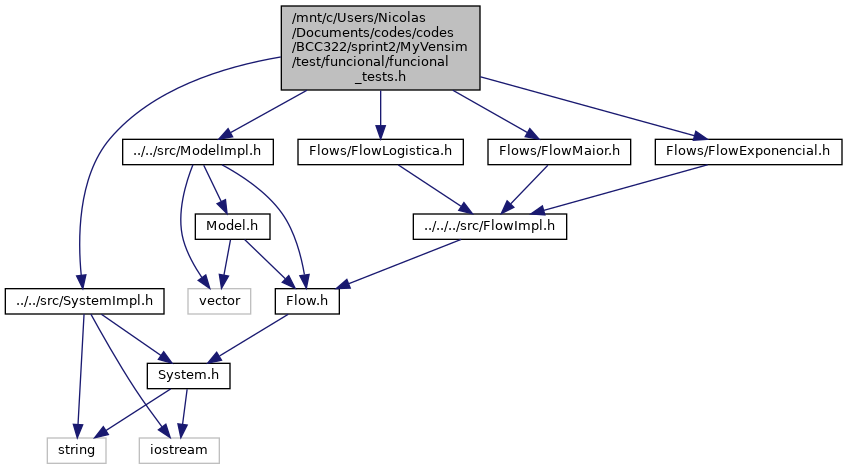 /mnt/c/Users/Nicolas
/Documents/codes/codes
/BCC322/sprint2/MyVensim
/test/funcional/funcional
_tests.h
../../src/ModelImpl.h
Flows/FlowLogistica.h
Flows/FlowMaior.h
Flows/FlowExponencial.h
Model.h
../../../src/FlowImpl.h
../../src/SystemImpl.h
vector
Flow.h
System.h
string
iostream